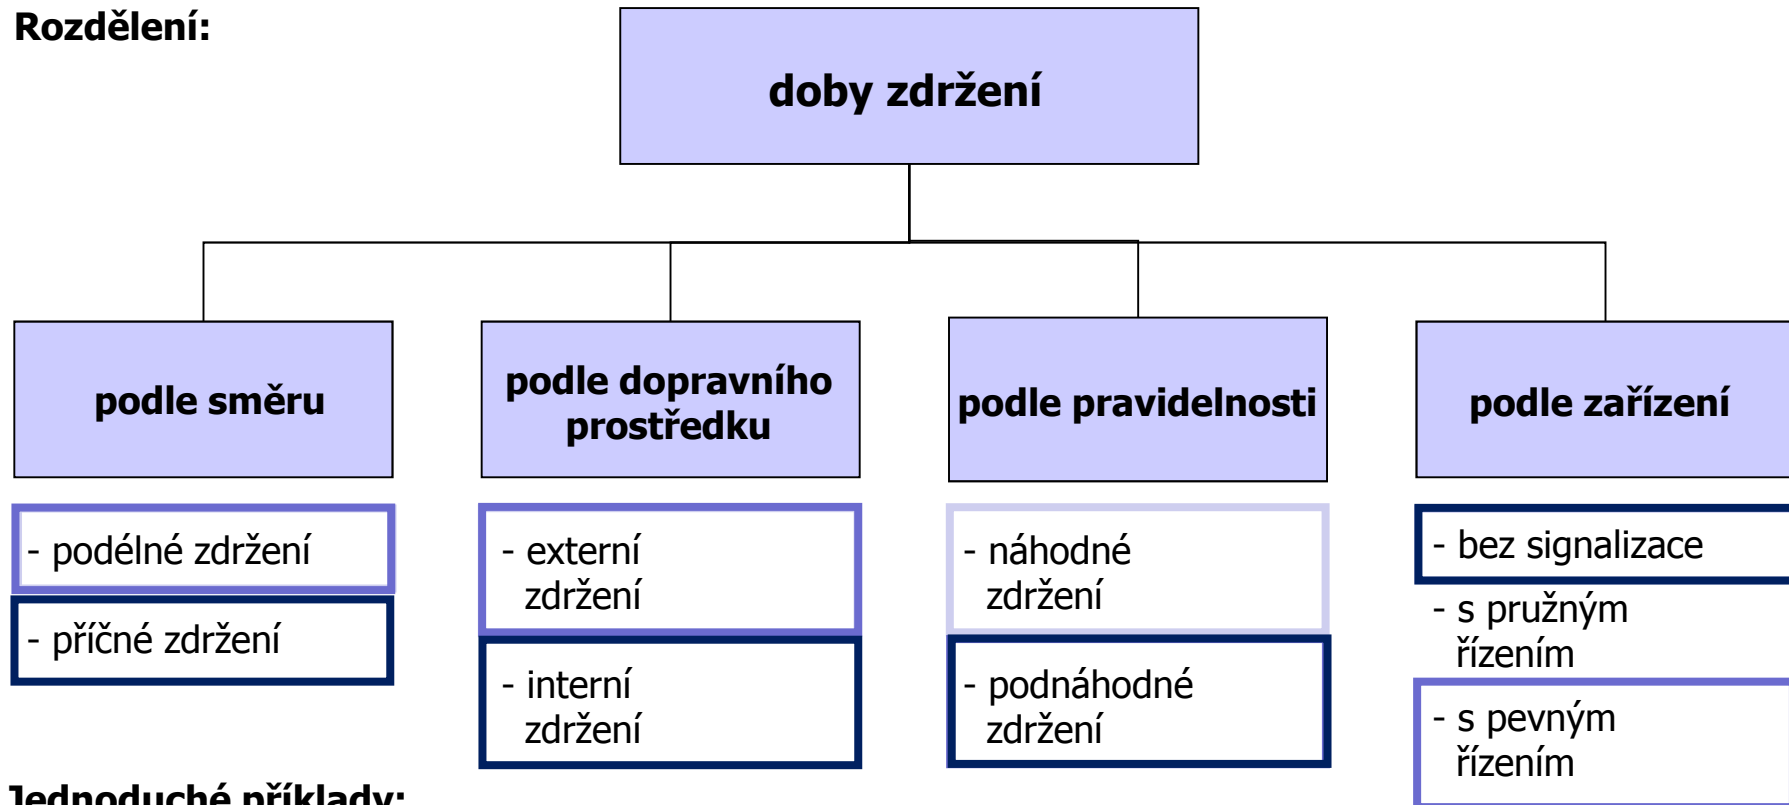 Rozdělení:
doby zdržení
podle směru
podle dopravního
prostředku
podle pravidelnosti
podle zařízení
- podélné zdržení
- příčné zdržení
- externí
zdržení
- interní
zdržení
- náhodné
zdržení
- podnáhodné
zdržení
- bez signalizace
- s pružným
řízením
- s pevným
řízením
Jednoduché příklady: